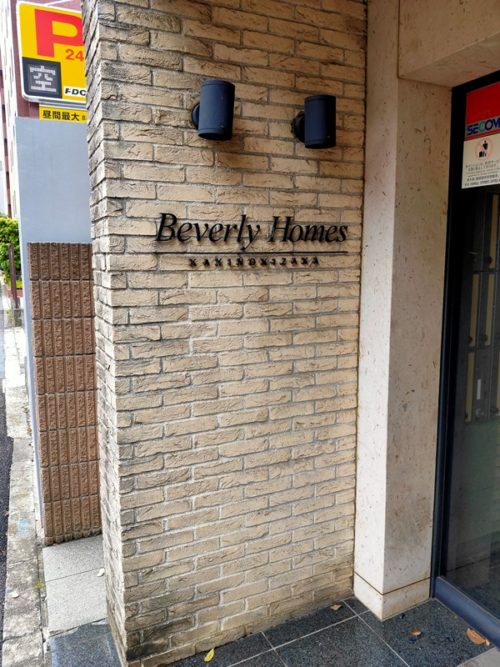 P
24
空
FDC
昼間最大
Beverly Homes
KAKINOKIZAKA
SECOM